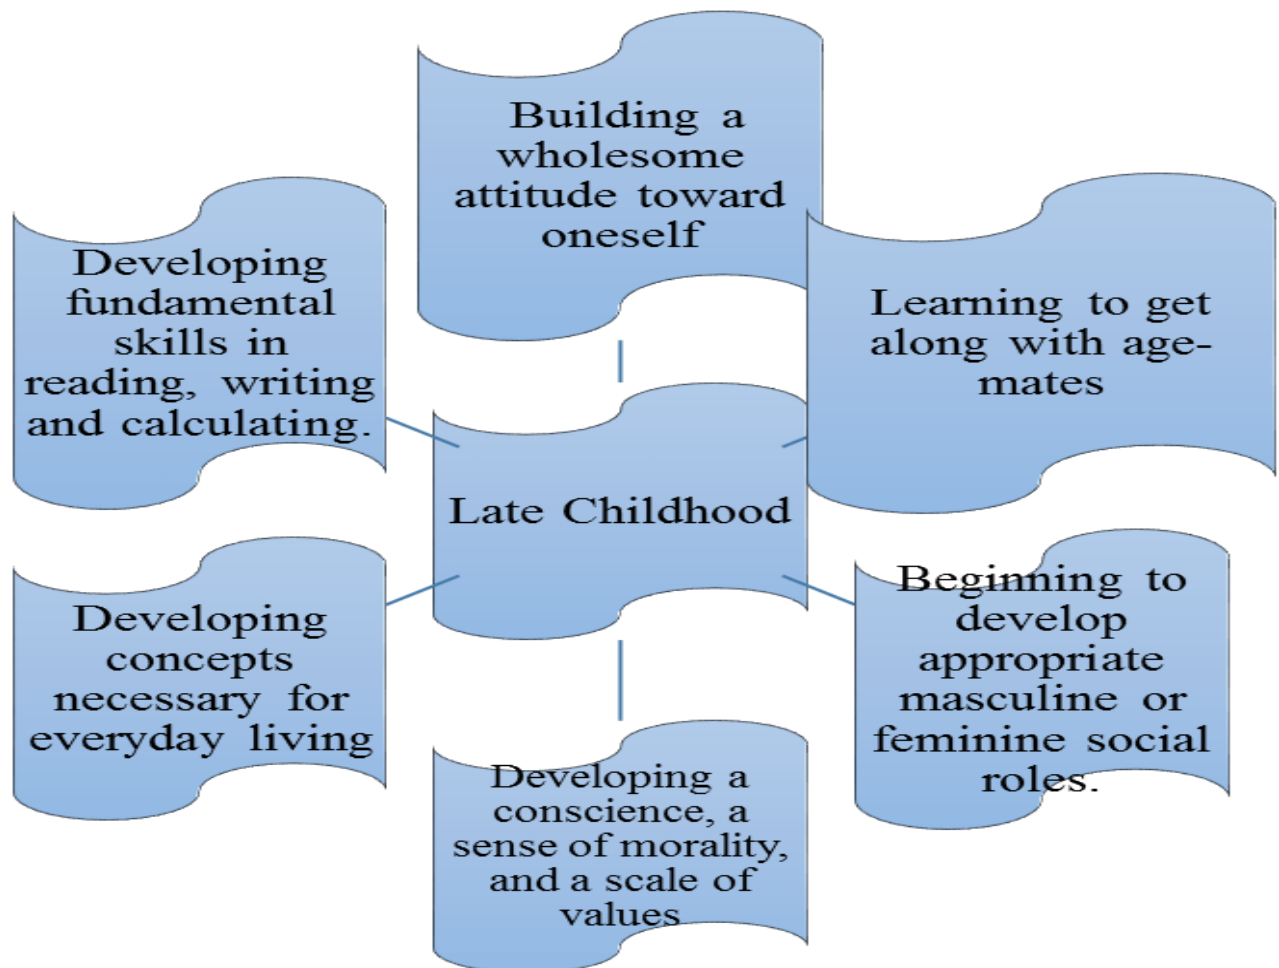 Building a
wholesome
attitude toward
oneself
Learning to get
along with age-
mates
Beginning to
develop
appropriate
masculine or
feminine social
roles.
Developing a
conscience, a
sense of morality,
and a scale of
values
Developing
concepts
necessary for
everyday living
Developing
fundamental
skills in
reading, writing
and calculating.
Late Childhood